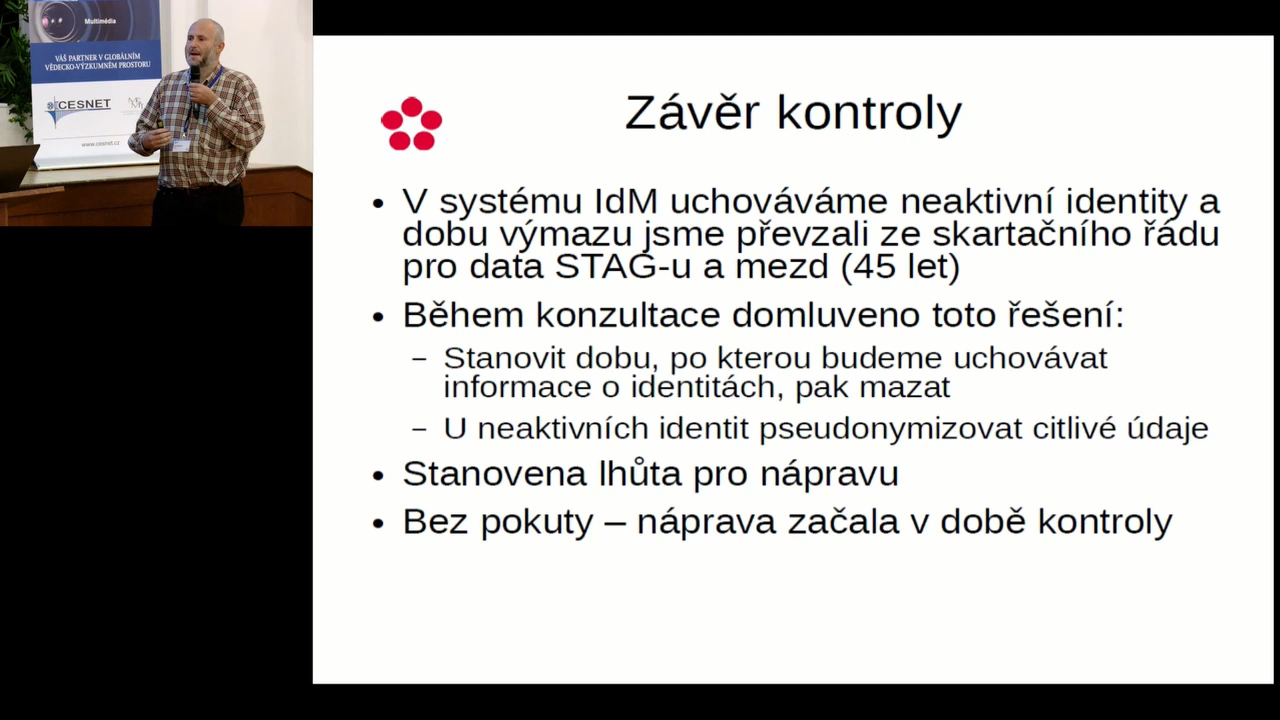 Multimédia
VÁŠ PARTNER V GLOBÁLNÍM
VĚDECKO-VÝZKUMNÉM PROSTORU
CESNET
www.cesnet.cz
Závěr kontroly
• V systému IdM uchováváme neaktivní identity a
dobu výmazu jsme převzali ze skartačního řádu
pro data STAG-u a mezd (45 let)
• Během konzultace domluveno toto řešení:
– Stanovit dobu, po kterou budeme uchovávat
informace o identitách, pak mazat
– U neaktivních identit pseudonymizovat citlivé údaje
• Stanovena lhůta pro nápravu
• Bez pokuty – náprava začala v době kontroly